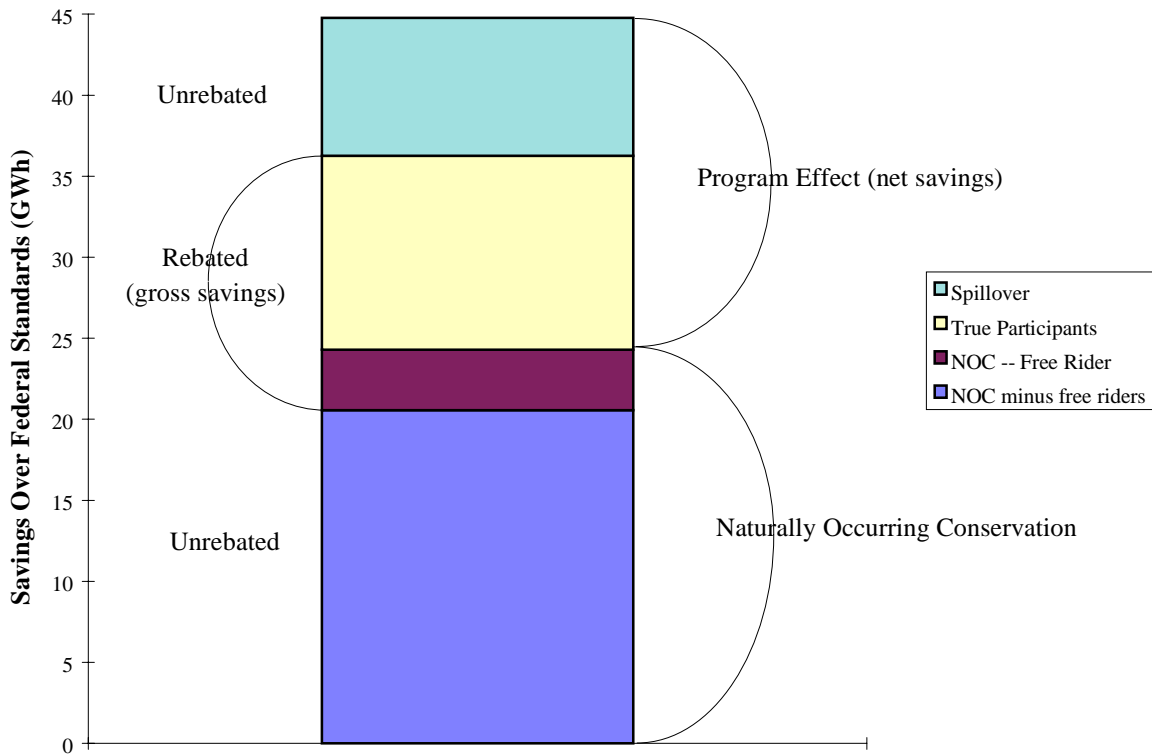 Savings Over Federal Standards (GWh)
45
40
35
30
25
20
15
10
5
0
Unrebated
Rebated
(gross savings)
Unrebated
Program Effect (net savings)
Naturally Occurring Conservation
Spillover
True Participants
NOC -- Free Rider
NOC minus free riders